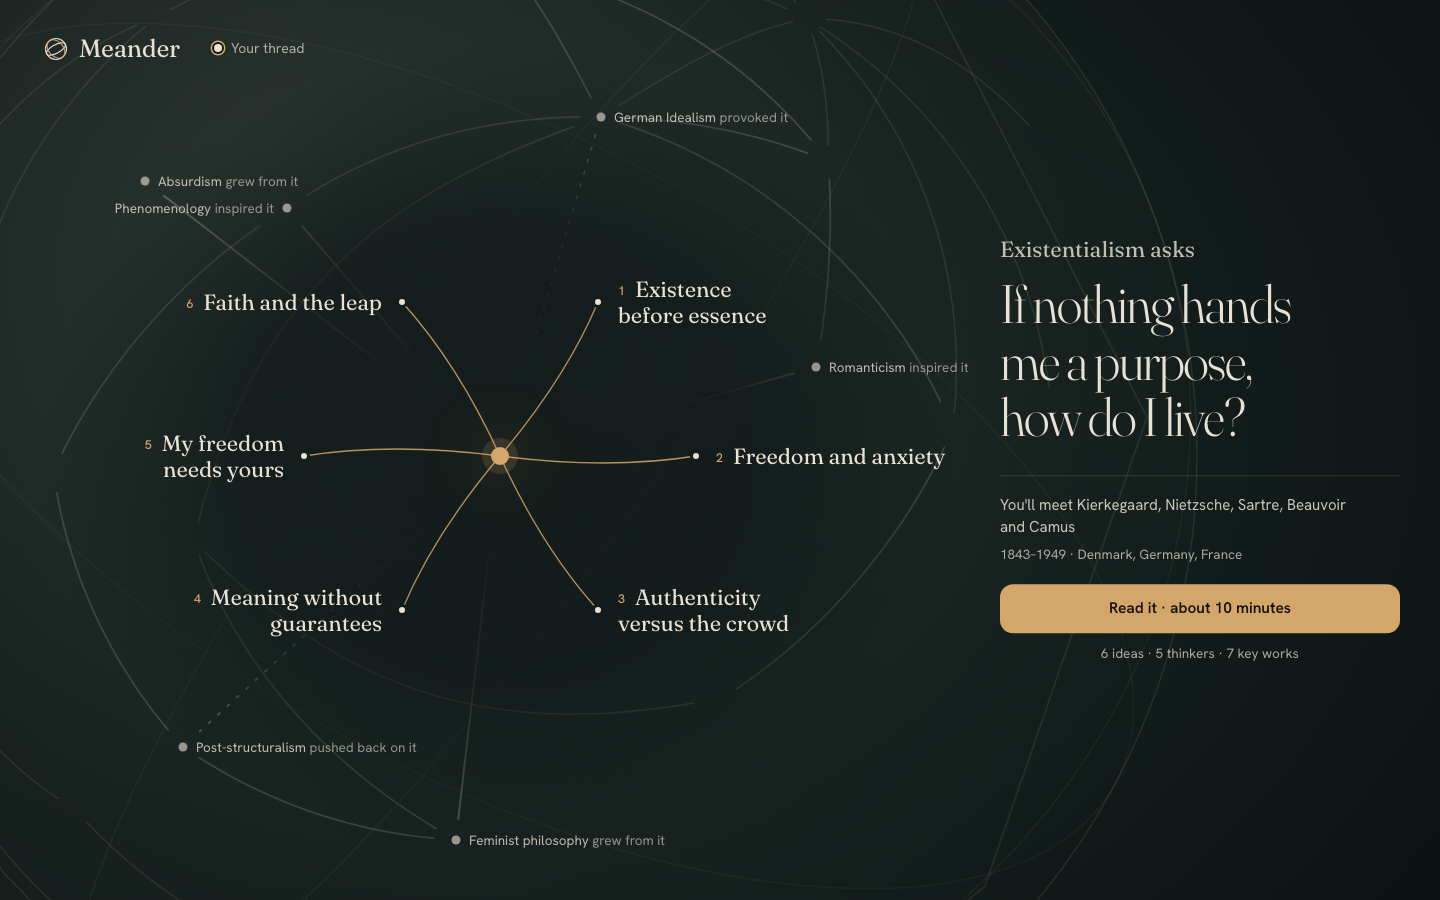 Meander
Your thread
German Idealism provoked it
Absurdism grew from it
Phenomenology inspired it
6 Faith and the leap
1 Existence
before essence
Romanticism inspired it
5 My freedom
needs yours
2 Freedom and anxiety
4 Meaning without
guarantees
3 Authenticity
versus the crowd
Post-structuralism pushed back on it
Feminist philosophy grew from it
Existentialism asks
If nothing hands
me a purpose,
how do I live?
You'll meet Kierkegaard, Nietzsche, Sartre, Beauvoir
and Camus
1843–1949 · Denmark, Germany, France
Read it · about 10 minutes
6 ideas · 5 thinkers · 7 key works